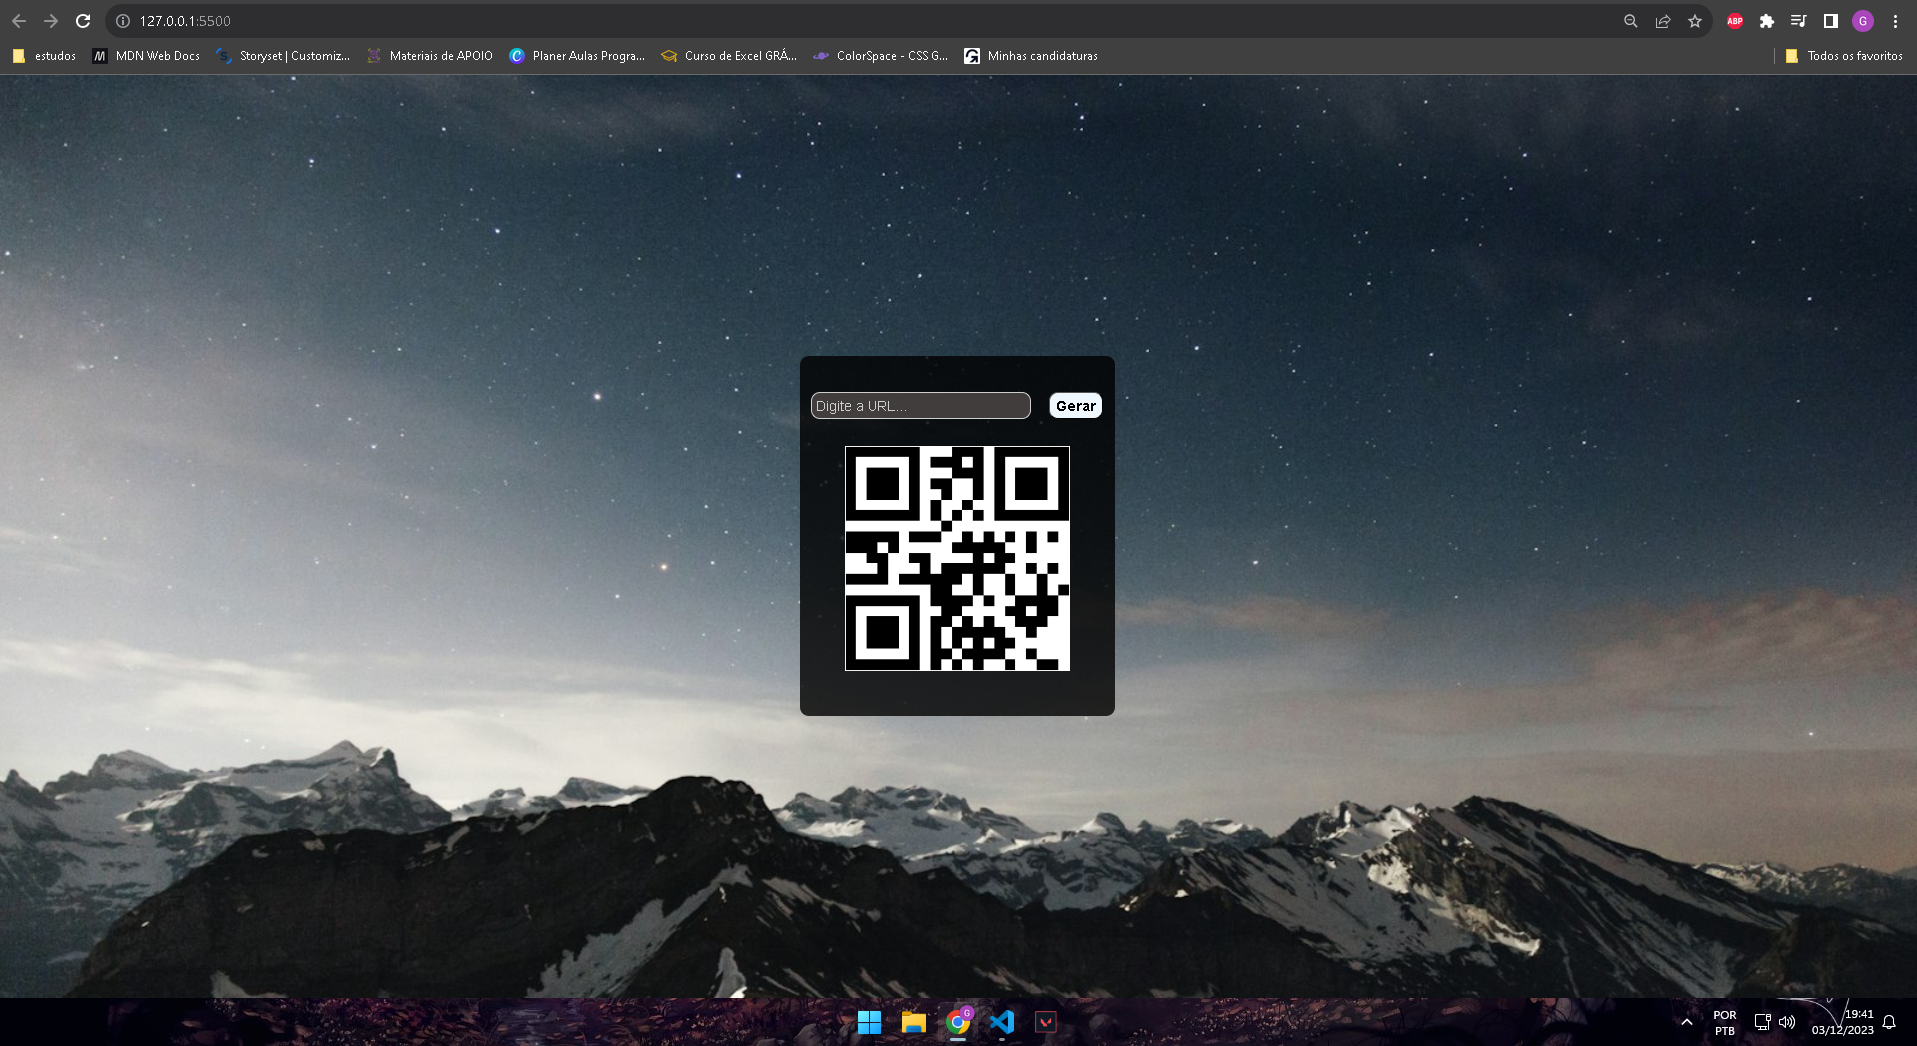 127.0.0.1:5500
ABP
G
estudos
M
MDN Web Docs
S
Storyset | Customiz...
Materiais de APOIO
C
Planer Aulas Progra...
Curso de Excel GRÁ...
ColorSpace - CSS G...
G
Minhas candidaturas
Todos os favoritos
Digite a URL...
Gerar
G
POR
PTB
19:41
03/12/2023